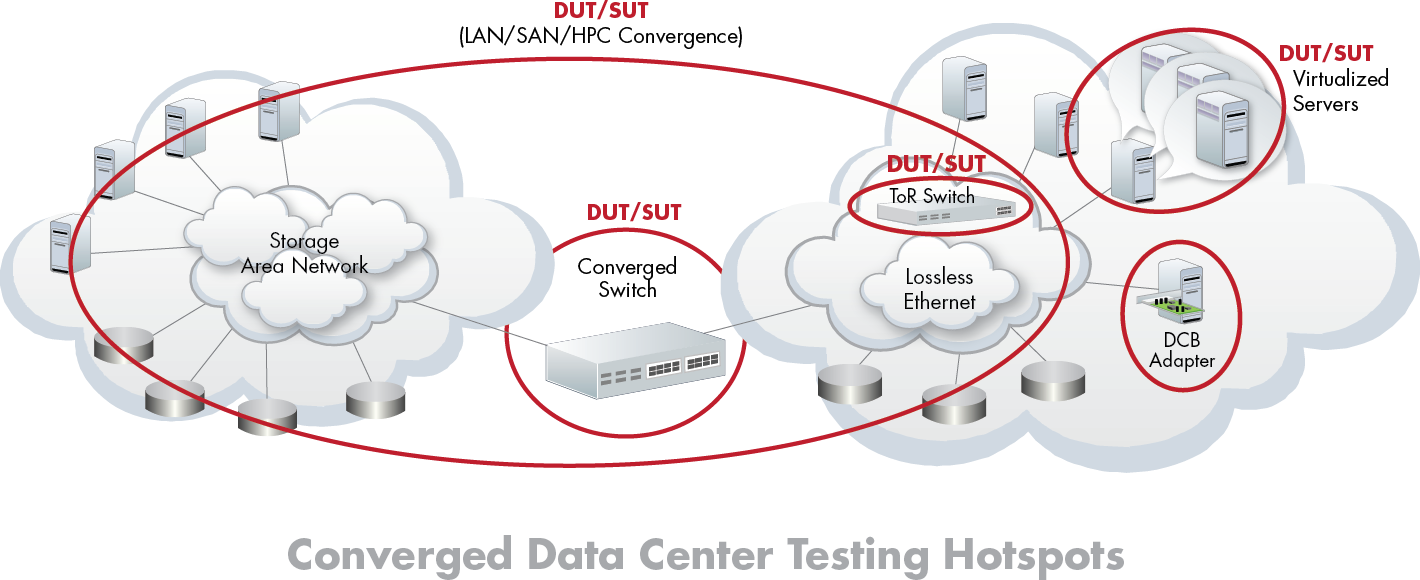 DUT/SUT
(LAN/SAN/HPC Convergence)
DUT/SUT
Virtualized
Servers
DUT/SUT
ToR Switch
DUT/SUT
Storage
Area Network
Converged
Switch
Lossless
Ethernet
DCB
Adapter
Converged Data Center Testing Hotspots